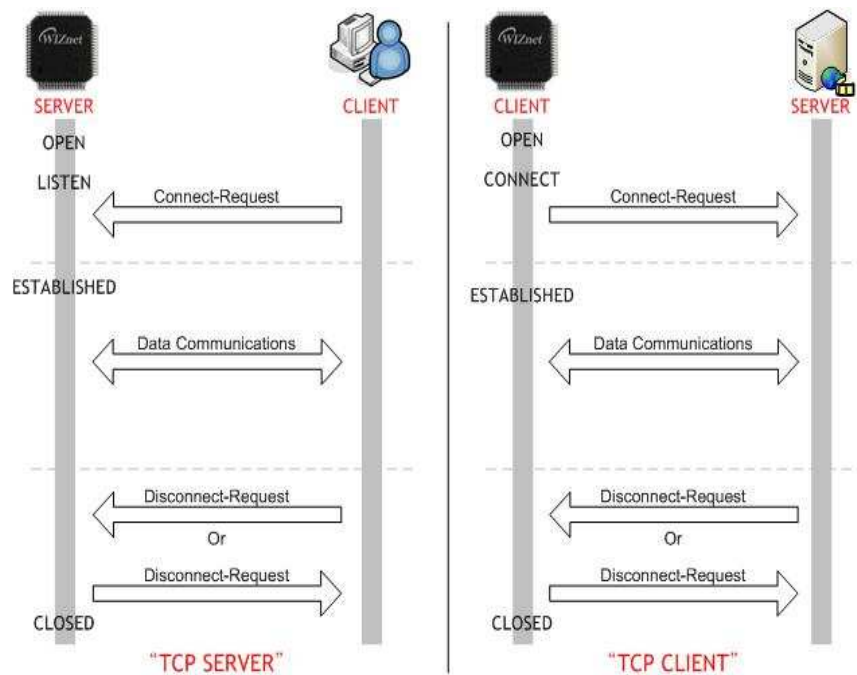 WIZnet
SERVER
CLIENT
OPEN
LISTEN
Connect-Request
ESTABLISHED
Data Communications
Disconnect-Request
Or
Disconnect-Request
CLOSED
"TCP SERVER"
WIZnet
CLIENT
SERVER
OPEN
CONNECT
Connect-Request
ESTABLISHED
Data Communications
Disconnect-Request
Or
Disconnect-Request
CLOSED
"TCP CLIENT"